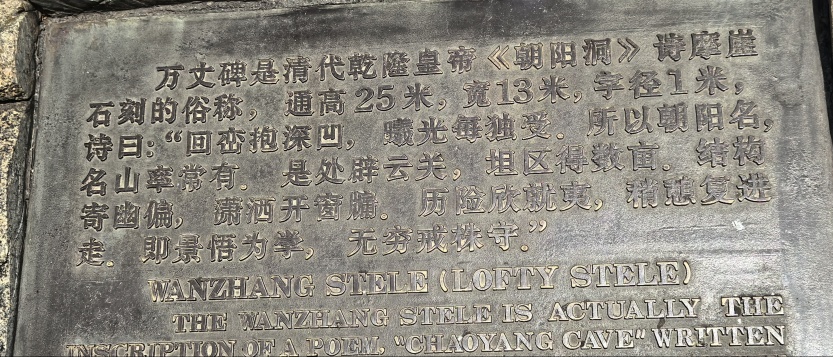 万丈碑是清代乾隆皇帝《朝阳洞》诗摩崖
石刻的俗称，通高25米，宽13米，字径1米，
诗曰：“回峦抱深凹，曦光每独受．所以朝阳名，
名山率常有．是处辟云关，坦区得数亩．结构
寄幽偏，潇洒开窗牖．历险欣就夷，稍憩复进
走．即景悟为学，无穷戒株守．”
WANZHANG STELE (LOFTY STELE)
THE WANZHANG STELE IS ACTUALLY THE
INSCRIPTION OF A POEM, "CHAOYANG CAVE" WRITTEN